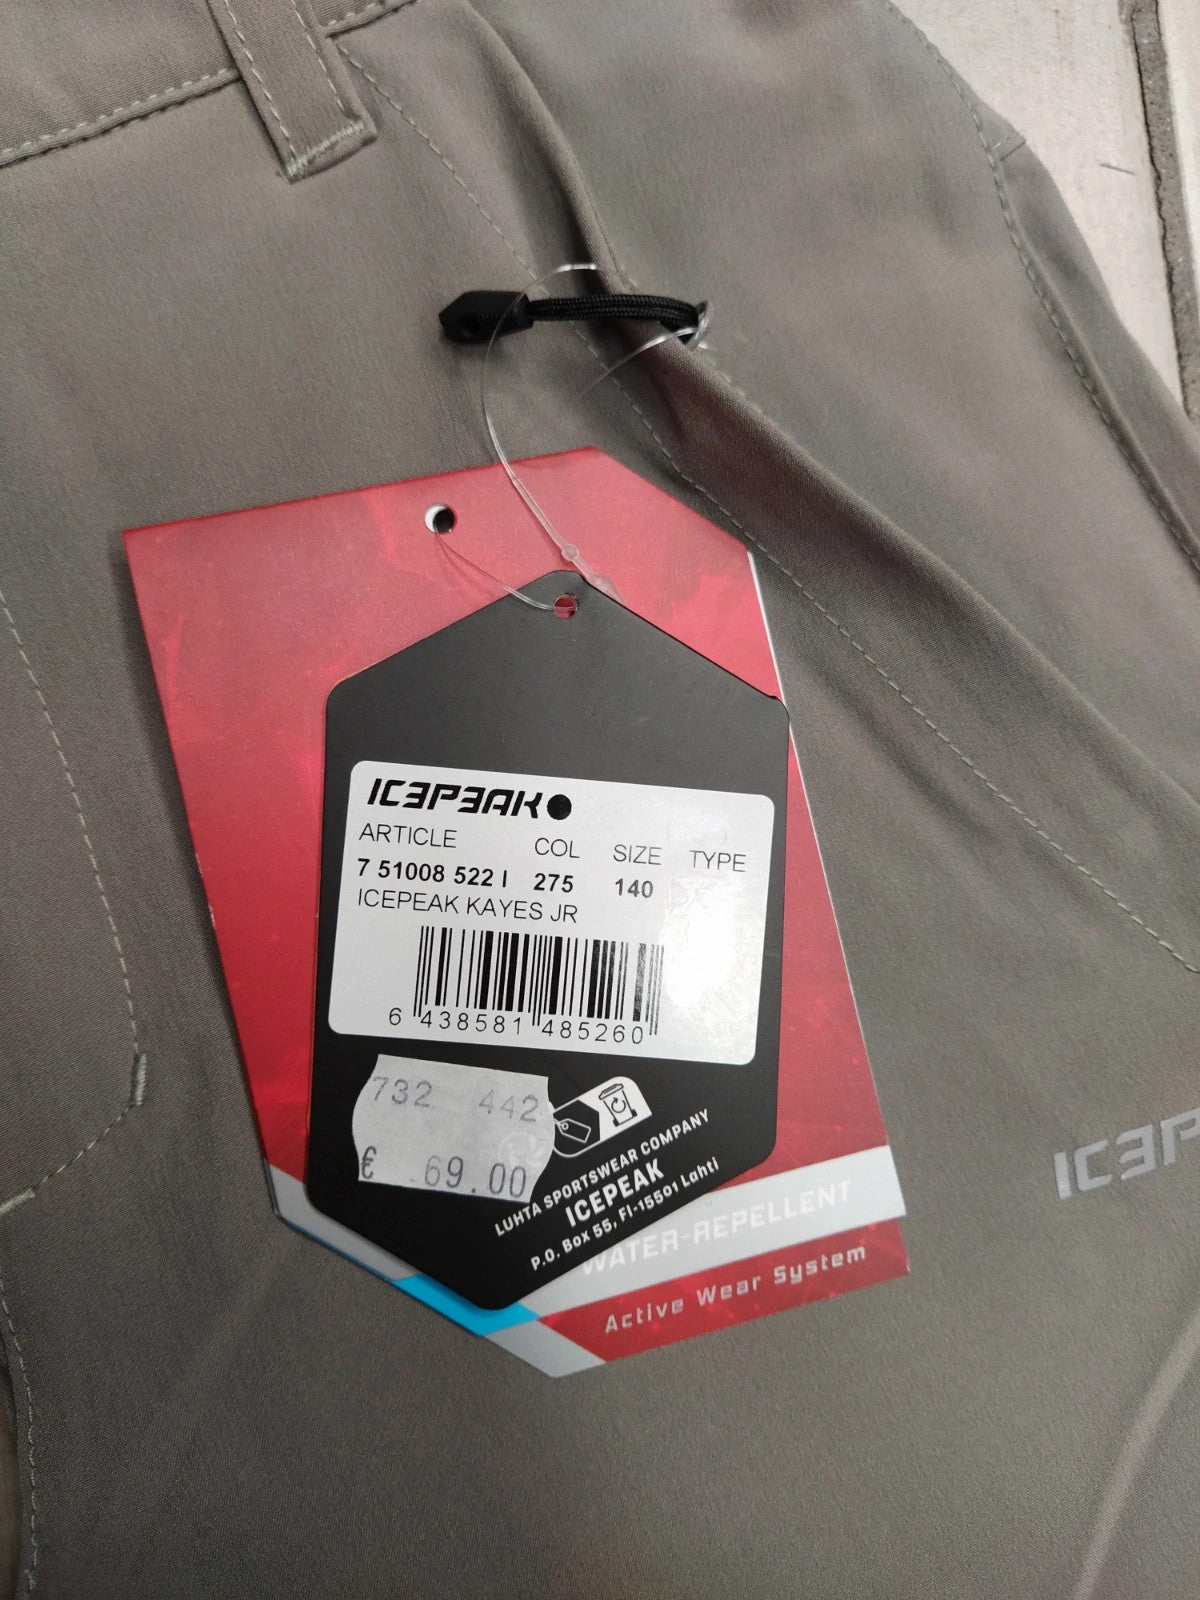 ICEPEAK
ARTICLE COL SIZE TYPE
7 51008 522 I 275 140
ICEPEAK KAYES JR
6 438581 485260
732 442
€ 69.00
LUHTA SPORTSWEAR COMPANY
ICEPEAK
P.O. Box 55, FI-15501 Lahti
WATER-REPELLENT
Active Wear System
ICEP